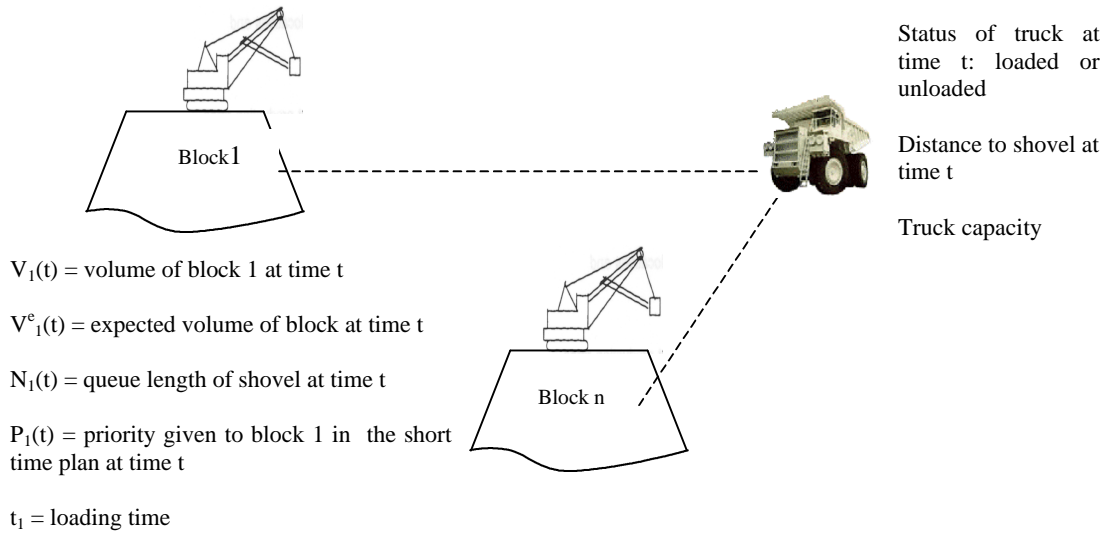 Block1
Status of truck at
time t: loaded or
unloaded
Distance to shovel at
time t
Truck capacity
V₁(t) = volume of block 1 at time t
Vᵉ₁(t) = expected volume of block at time t
N₁(t) = queue length of shovel at time t
P₁(t) = priority given to block 1 in the short
time plan at time t
t₁ = loading time
Block n